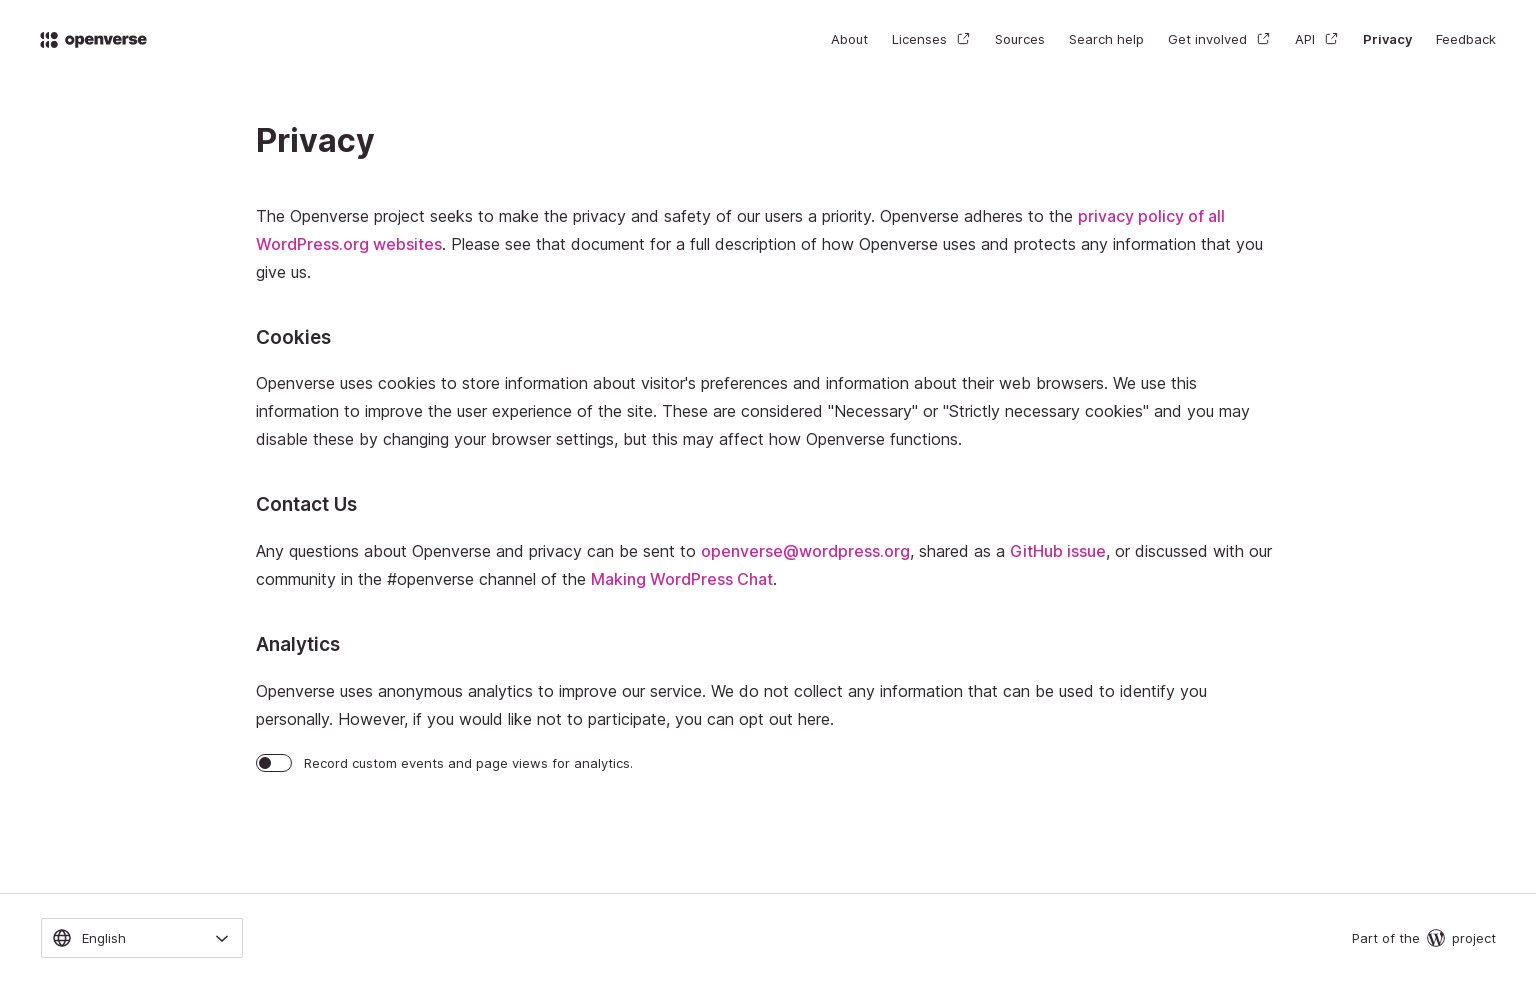 openverse
About Licenses Sources Search help Get involved API Privacy Feedback
Privacy
The Openverse project seeks to make the privacy and safety of our users a priority. Openverse adheres to the privacy policy of all
WordPress.org websites. Please see that document for a full description of how Openverse uses and protects any information that you
give us.
Cookies
Openverse uses cookies to store information about visitor's preferences and information about their web browsers. We use this
information to improve the user experience of the site. These are considered "Necessary" or "Strictly necessary cookies" and you may
disable these by changing your browser settings, but this may affect how Openverse functions.
Contact Us
Any questions about Openverse and privacy can be sent to openverse@wordpress.org, shared as a GitHub issue, or discussed with our
community in the #openverse channel of the Making WordPress Chat.
Analytics
Openverse uses anonymous analytics to improve our service. We do not collect any information that can be used to identify you
personally. However, if you would like not to participate, you can opt out here.
Record custom events and page views for analytics.
English
Part of the project